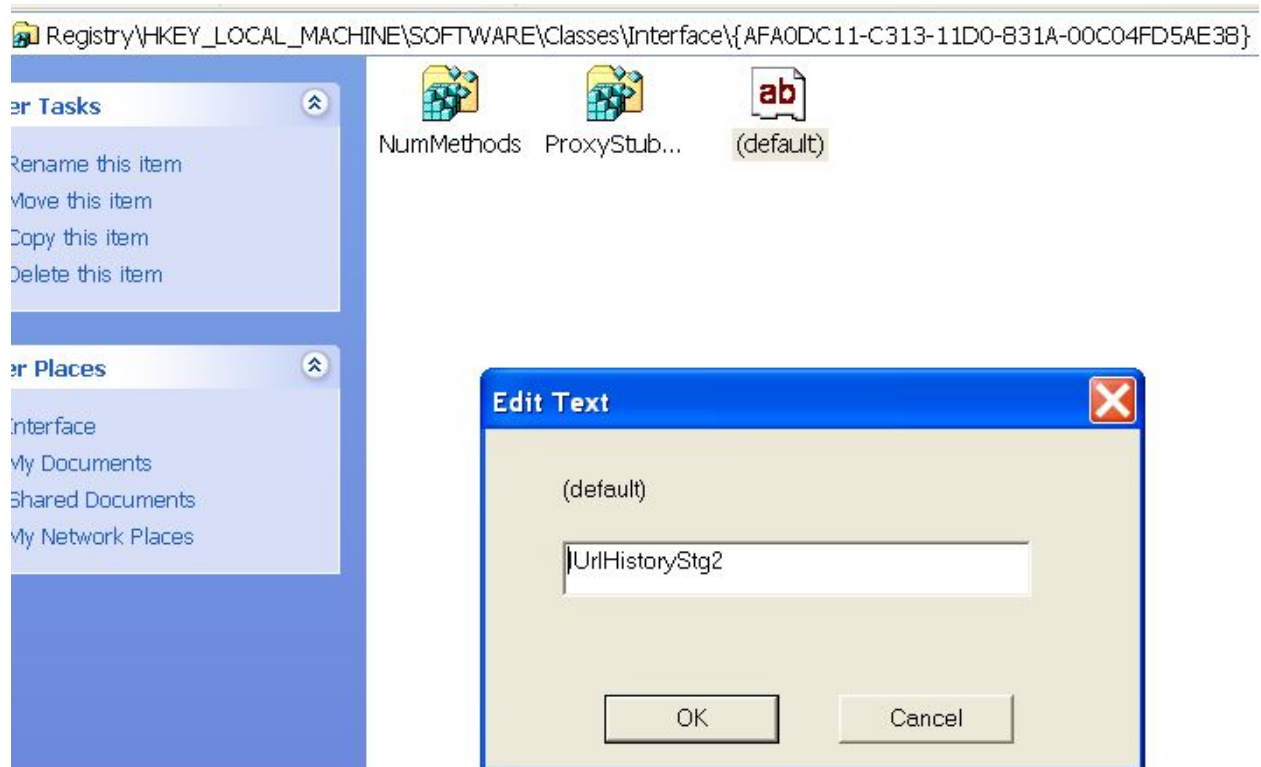 Registry\HKEY_LOCAL_MACHINE\SOFTWARE\Classes\Interface\{AFA0DC11-C313-11D0-831A-00C04FD5AE38}
er Tasks
Rename this item
Move this item
Copy this item
Delete this item
er Places
Interface
My Documents
Shared Documents
My Network Places
NumMethods ProxyStub... (default)
ab
Edit Text
(default)
IUrlHistoryStg2
OK Cancel